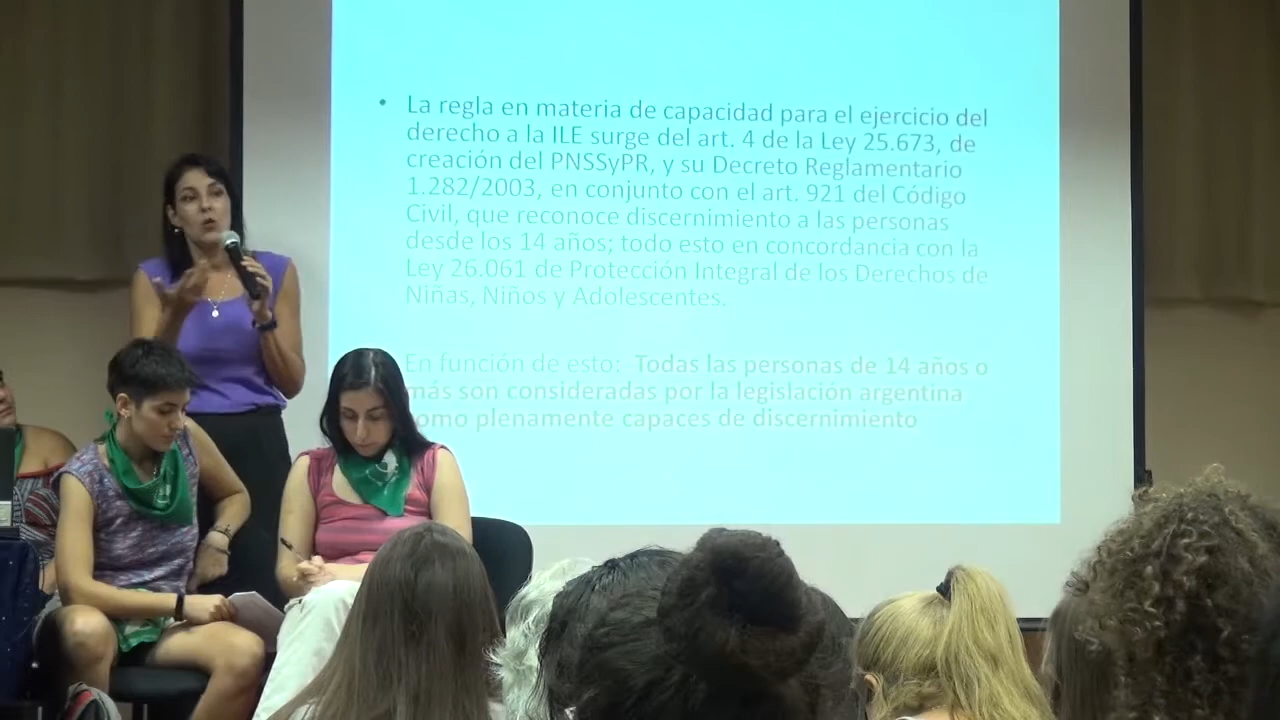 • La regla en materia de capacidad para el ejercicio del
derecho a la ILE surge del art. 4 de la Ley 25.673, de
creación del PNSSyPR, y su Decreto Reglamentario
1.282/2003, en conjunto con el art. 921 del Código
Civil, que reconoce discernimiento a las personas
desde los 14 años; todo esto en concordancia con la
Ley 26.061 de Protección Integral de los Derechos de
Niñas, Niños y Adolescentes.
En función de esto: Todas las personas de 14 años o
más son consideradas por la legislación argentina
como plenamente capaces de discernimiento